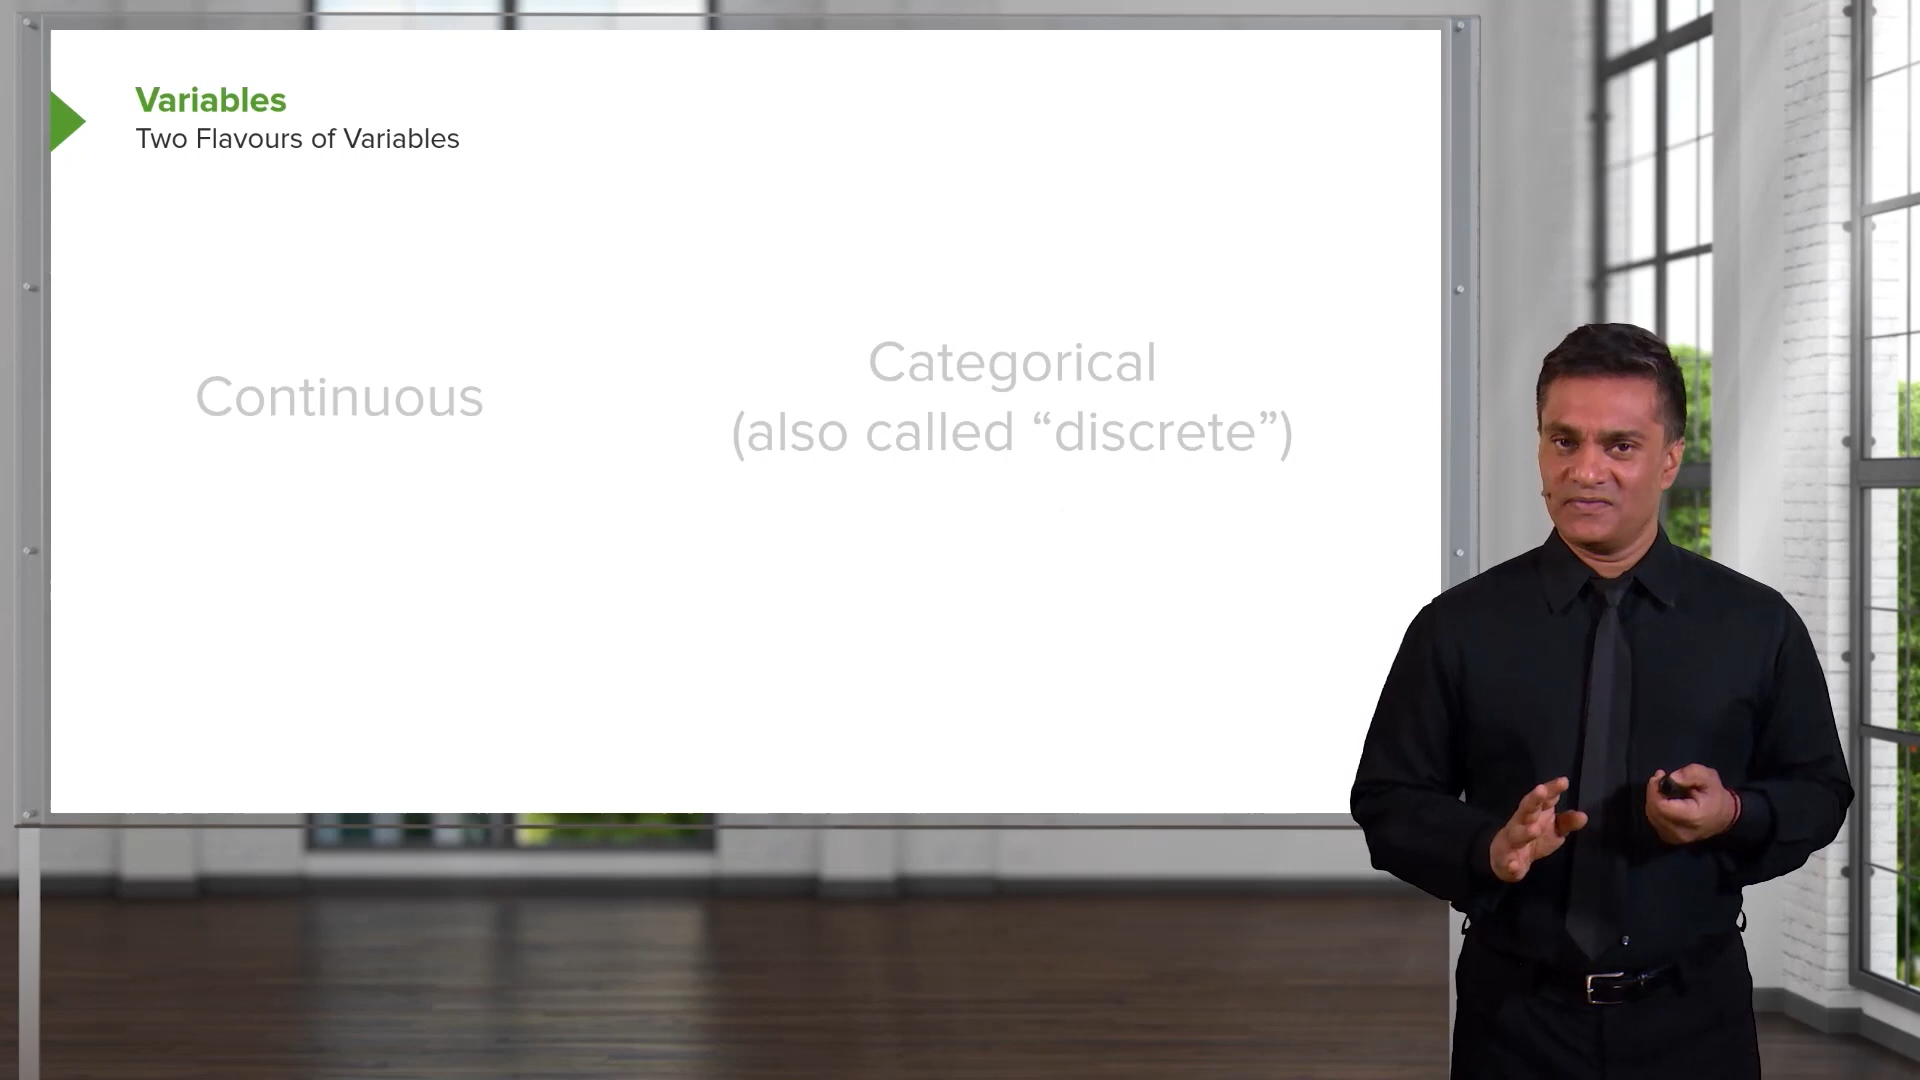 Variables
Two Flavours of Variables
Continuous
Categorical
(also called “discrete”)